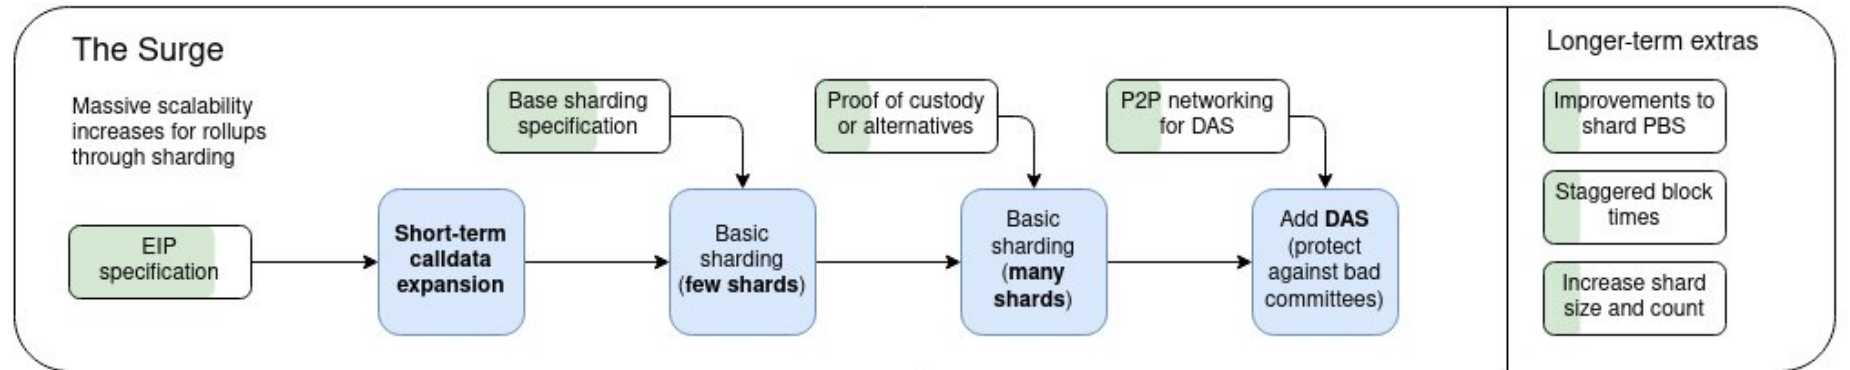 The Surge
Massive scalability
increases for rollups
through sharding
EIP
specification
Short-term
calldata
expansion
Base sharding
specification
Basic
sharding
(few shards)
Proof of custody
or alternatives
Basic
sharding
(many
shards)
P2P networking
for DAS
Add DAS
(protect
against bad
committees)
Longer-term extras
Improvements to
shard PBS
Staggered block
times
Increase shard
size and count